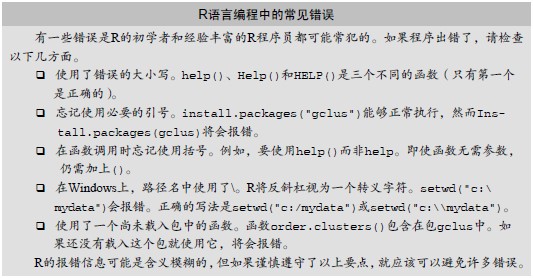 R语言编程中的常见错误
有一些错误是R的初学者和经验丰富的R程序员都可能常犯的。如果程序出错了，请检查
以下几方面。
❑ 使用了错误的大小写。help()、Help()和HELP()是三个不同的函数（只有第一个
是正确的）。
❑ 忘记使用必要的引号。install.packages("gclus")能够正常执行，然而Ins-
tall.packages(gclus)将会报错。
❑ 在函数调用时忘记使用括号。例如，要使用help()而非help。即使函数无需参数，
仍需加上()。
❑ 在Windows上，路径名中使用了\。R将反斜杠视为一个转义字符。setwd("c:\
mydata")会报错。正确的写法是setwd("c:/mydata")或setwd("c:\\mydata")。
❑ 使用了一个尚未载入包中的函数。函数order.clusters()包含在包gclus中。如
果还没有载入这个包就使用它，将会报错。
R的报错信息可能是含义模糊的，但如果谨慎遵守了以上要点，就应该可以避免许多错误。